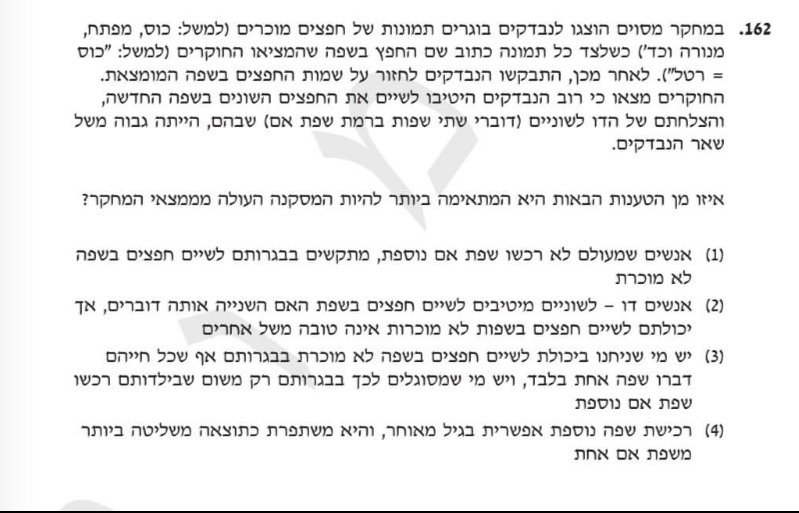 162. במחקר מסוים הוצגו לנבדקים בוגרים תמונות של חפצים מוכרים (למשל: כוס, מפתח,
מנורה וכד') כשלצד כל תמונה כתוב שם החפץ בשפה שהמציאו החוקרים (למשל: "כוס
= רטל"). לאחר מכן, התבקשו הנבדקים לחזור על שמות החפצים בשפה המומצאת.
החוקרים מצאו כי רוב הנבדקים היטיבו לשיים את החפצים השונים בשפה החדשה,
והצלחתם של הדו לשוניים (דוברי שתי שפות ברמת שפת אם) שבהם, הייתה גבוה משל
שאר הנבדקים.
איזו מן הטענות הבאות היא המתאימה ביותר להיות המסקנה העולה מממצאי המחקר?
(1) אנשים שמעולם לא רכשו שפת אם נוספת, מתקשים בבגרותם לשיים חפצים בשפה
לא מוכרת
(2) אנשים דו – לשוניים מיטיבים לשיים חפצים בשפת האם השנייה אותה דוברים, אך
יכולתם לשיים חפצים בשפות לא מוכרות אינה טובה משל אחרים
(3) יש מי שניחנו ביכולת לשיים חפצים בשפה לא מוכרת בבגרותם אף שכל חייהם
דברו שפה אחת בלבד, ויש מי שמסוגלים לכך בבגרותם רק משום שבילדותם רכשו
שפת אם נוספת
(4) רכישת שפה נוספת אפשרית בגיל מאוחר, והיא משתפרת כתוצאה משליטה ביותר
משפת אם אחת